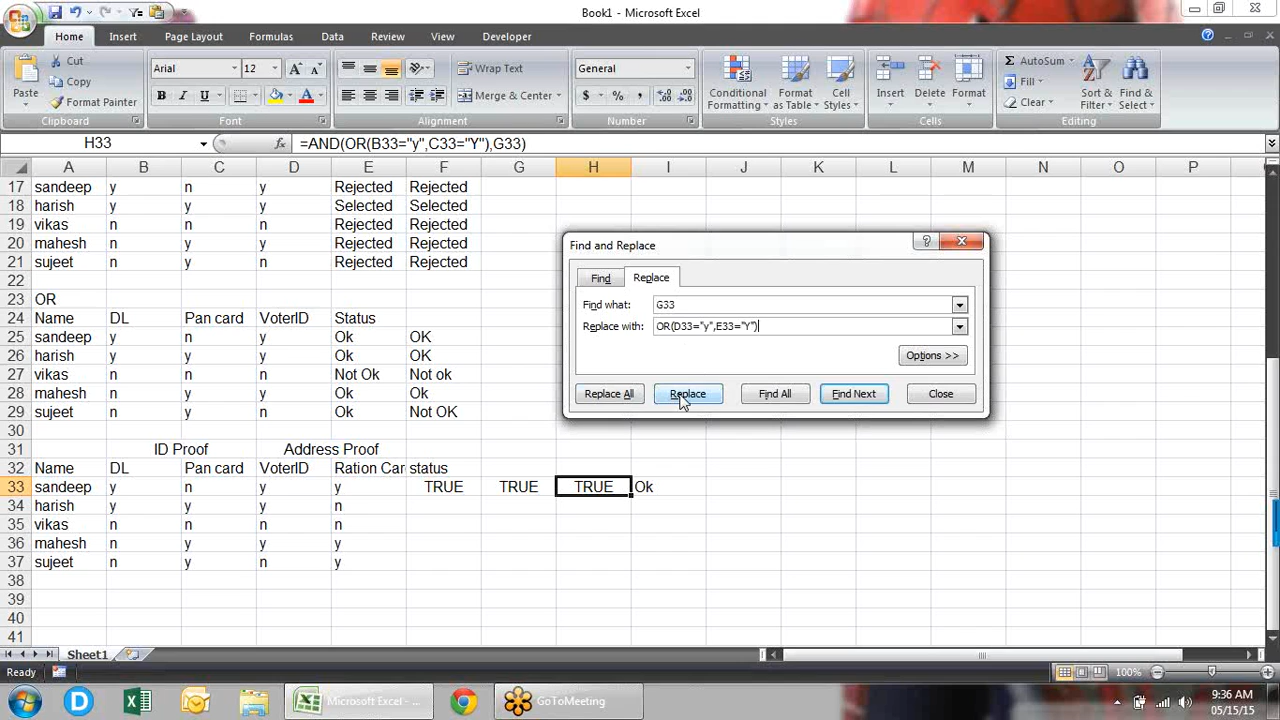 Book1 - Microsoft Excel
Home Insert Page Layout Formulas Data Review View Developer
Paste Cut Copy Format Painter Clipboard
Arial 12 B I U A A A Font
Wrap Text Merge & Center Alignment
General $ % , Number
Conditional Formatting Format as Table Cell Styles Styles
Insert Delete Format Cells
AutoSum Fill Clear Sort & Filter Find & Select Editing
H33 fx =AND(OR(B33="y",C33="Y"),G33)
A B C D E F G H I J K L M N O P
17 sandeep y n y Rejected Rejected
18 harish y y y Selected Selected
19 vikas n n n Rejected Rejected
20 mahesh n y y Rejected Rejected
21 sujeet n y n Rejected Rejected
22
23 OR
24 Name DL Pan card VoterID Status
25 sandeep y n y Ok OK
26 harish y y y Ok OK
27 vikas n n n Not Ok Not ok
28 mahesh n y y Ok Ok
29 sujeet n y n Ok Not OK
30
31 ID Proof Address Proof
32 Name DL Pan card VoterID Ration Car status
33 sandeep y n y y TRUE TRUE TRUE Ok
34 harish y y y n
35 vikas n n n n
36 mahesh n y y y
37 sujeet n y n y
38
39
40
41
Find and Replace
Find Replace
Find what: G33
Replace with: OR(D33="y",E33="Y")
Options >>
Replace All Replace Find All Find Next Close
Sheet1
Ready 100%
D Microsoft Excel - ... GoToMeeting
9:36 AM
05/15/15